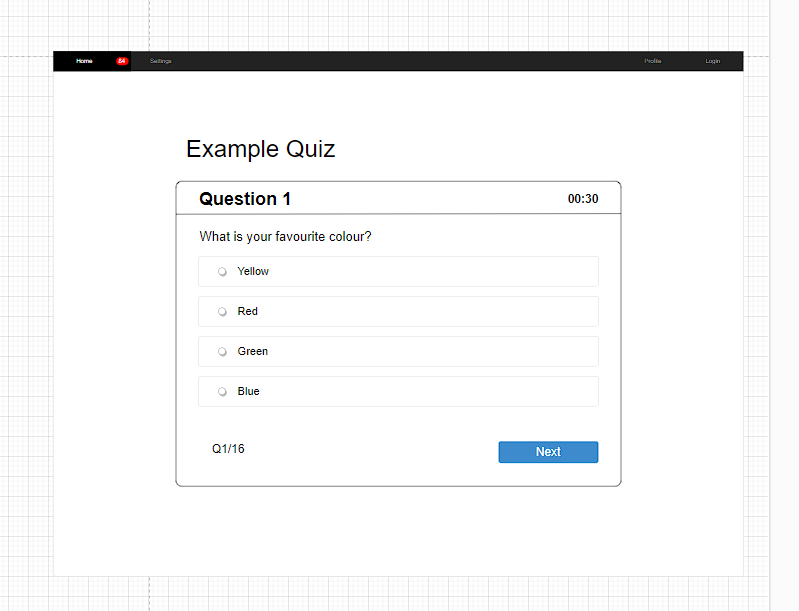 Home 84 Settings Profile Login
Example Quiz
Question 1 00:30
What is your favourite colour?
Yellow
Red
Green
Blue
Q1/16 Next